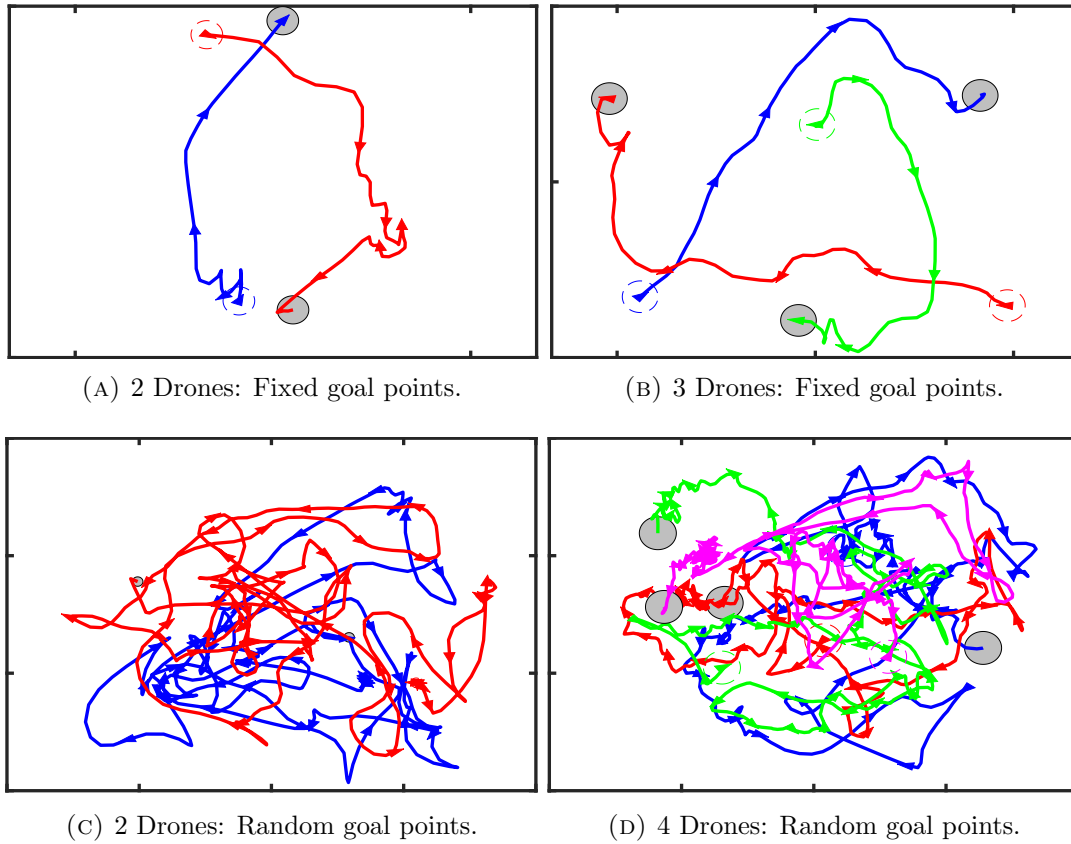 (A) 2 Drones: Fixed goal points.
(B) 3 Drones: Fixed goal points.
(C) 2 Drones: Random goal points.
(D) 4 Drones: Random goal points.